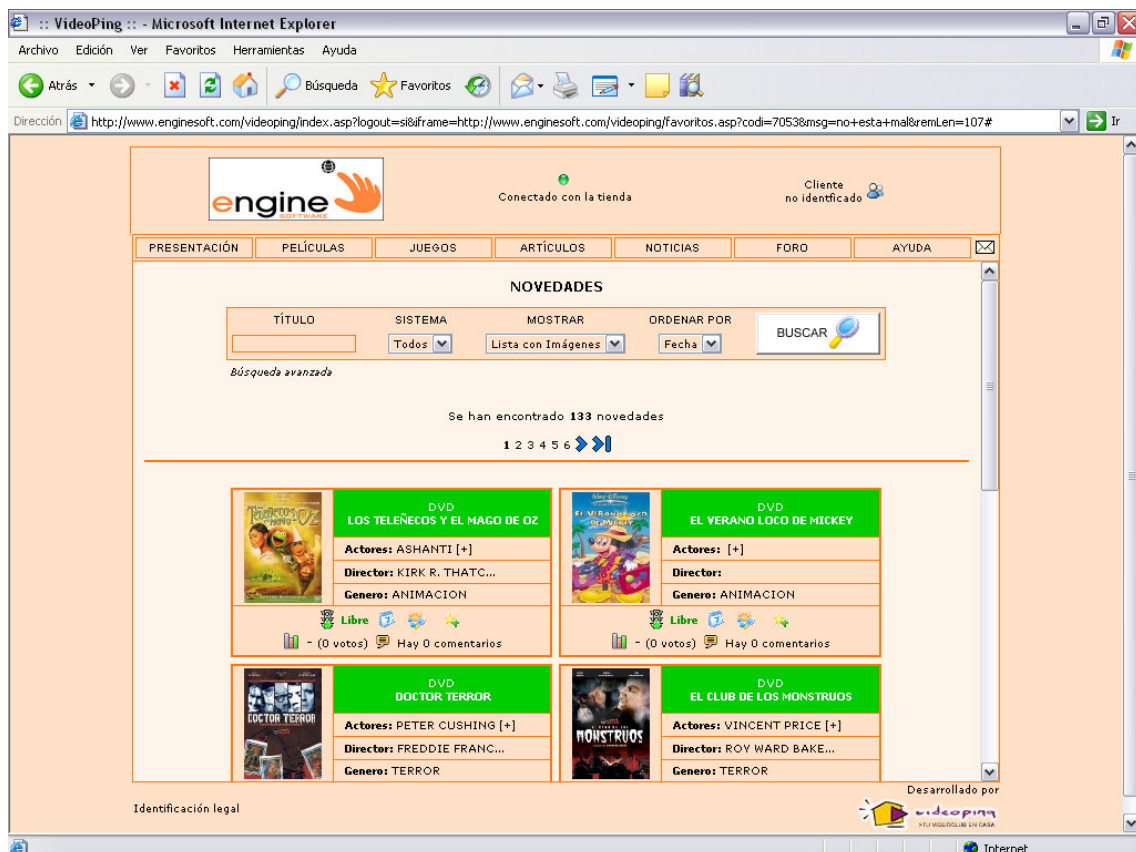 :: VideoPing :: - Microsoft Internet Explorer
Archivo Edición Ver Favoritos Herramientas Ayuda
Atrás Búsqueda Favoritos
Dirección http://www.enginesoft.com/videoping/index.asp?logout=si&iframe=http://www.enginesoft.com/videoping/favoritos.asp?codi=7053&msg=no+esta+mal&remLen=107# Ir
engine
SOFTWARE
Conectado con la tienda
Cliente
no identficado
PRESENTACIÓN PELÍCULAS JUEGOS ARTÍCULOS NOTICIAS FORO AYUDA
NOVEDADES
TÍTULO SISTEMA MOSTRAR ORDENAR POR
Todos Lista con Imágenes Fecha BUSCAR
Búsqueda avanzada
Se han encontrado 133 novedades
1 2 3 4 5 6
DVD
LOS TELEÑECOS Y EL MAGO DE OZ
Actores: ASHANTI [+]
Director: KIRK R. THATC...
Genero: ANIMACION
Libre
- (0 votos) Hay 0 comentarios
DVD
EL VERANO LOCO DE MICKEY
Actores: [+]
Director:
Genero: ANIMACION
Libre
- (0 votos) Hay 0 comentarios
DOCTOR TERROR
DVD
DOCTOR TERROR
Actores: PETER CUSHING [+]
Director: FREDDIE FRANC...
Genero: TERROR
MONSTRUOS
DVD
EL CLUB DE LOS MONSTRUOS
Actores: VINCENT PRICE [+]
Director: ROY WARD BAKE...
Genero: TERROR
Identificación legal
Desarrollado por
videoping
>TU VIDEOCLUB EN CASA
Internet